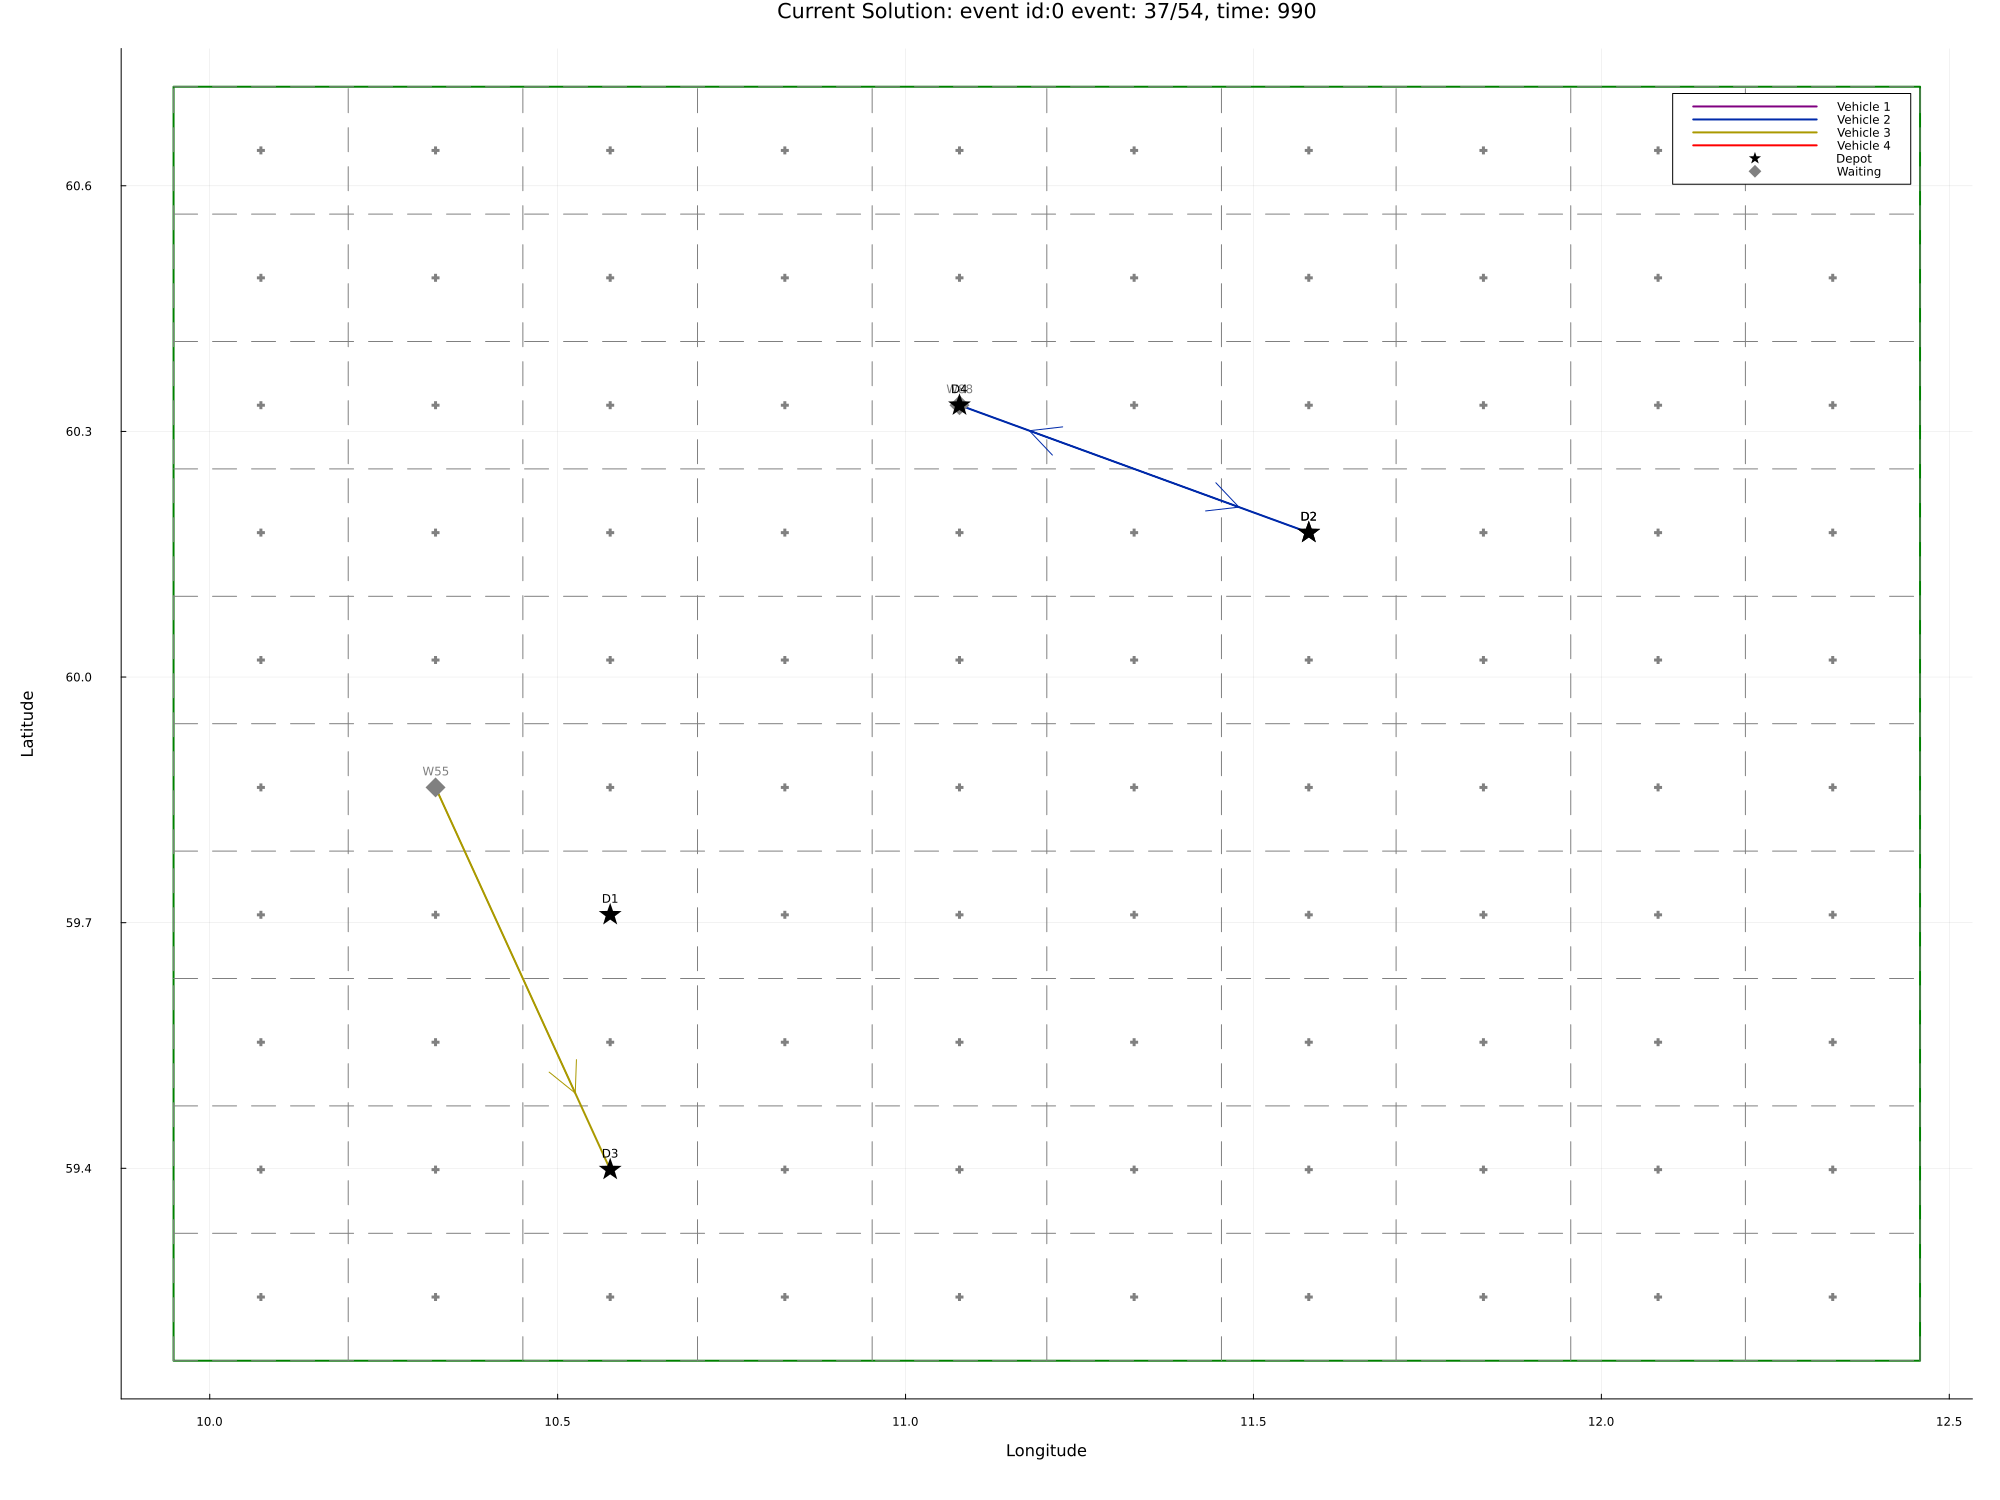 Current Solution: event id:0 event: 37/54, time: 990
Vehicle 1
Vehicle 2
Vehicle 3
Vehicle 4
Depot
Waiting
60.6
D4
60.3
D2
60.0
Latitude
W55
D1
59.7
D3
59.4
10.0 10.5 11.0 11.5 12.0 12.5
Longitude